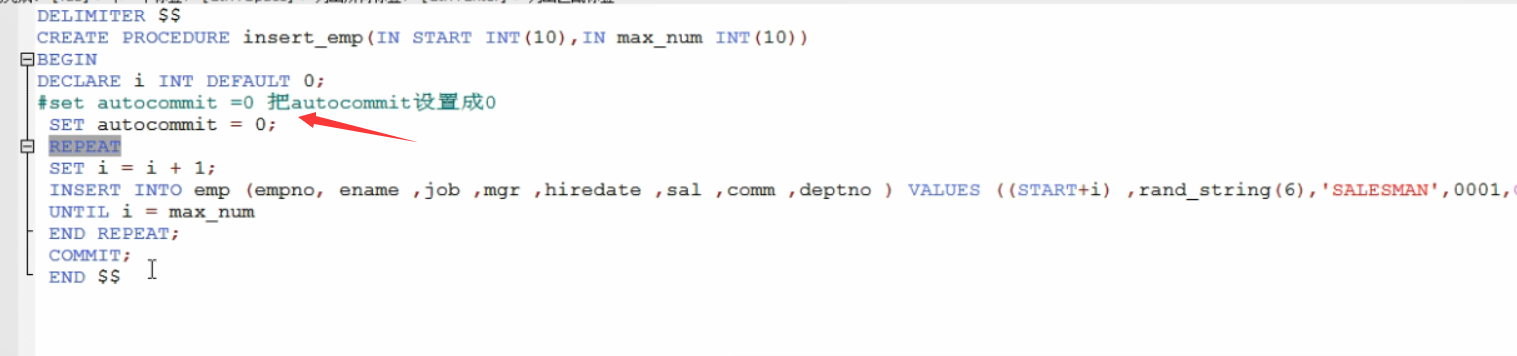 DELIMITER $$
CREATE PROCEDURE insert_emp(IN START INT(10),IN max_num INT(10))
BEGIN
DECLARE i INT DEFAULT 0;
#set autocommit =0 把autocommit设置成0
SET autocommit = 0;
REPEAT
SET i = i + 1;
INSERT INTO emp (empno, ename ,job ,mgr ,hiredate ,sal ,comm ,deptno ) VALUES ((START+i) ,rand_string(6),'SALESMAN',0001,
UNTIL i = max_num
END REPEAT;
COMMIT;
END $$